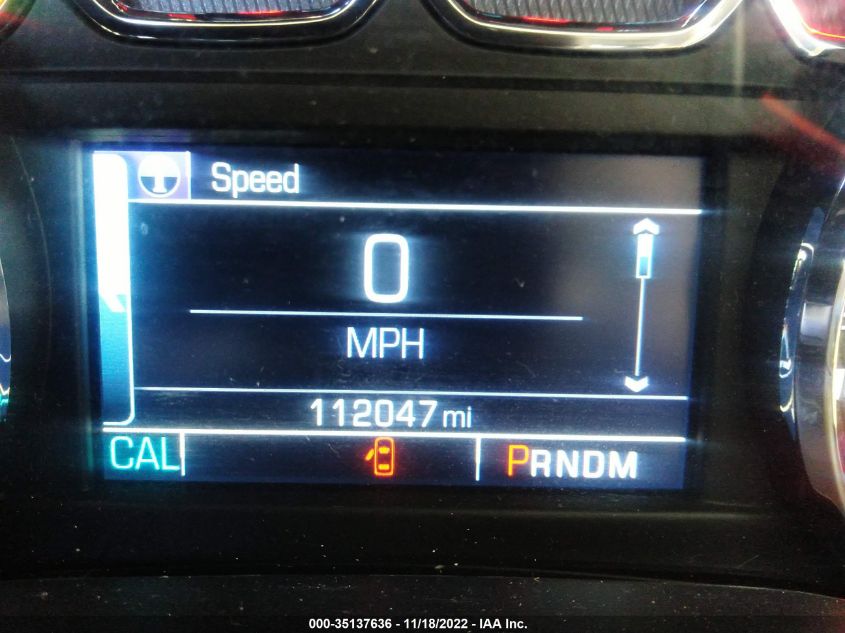 Speed
0
MPH
112047 mi
CAL PRNDM
000-35137636 - 11/18/2022 - IAA Inc.